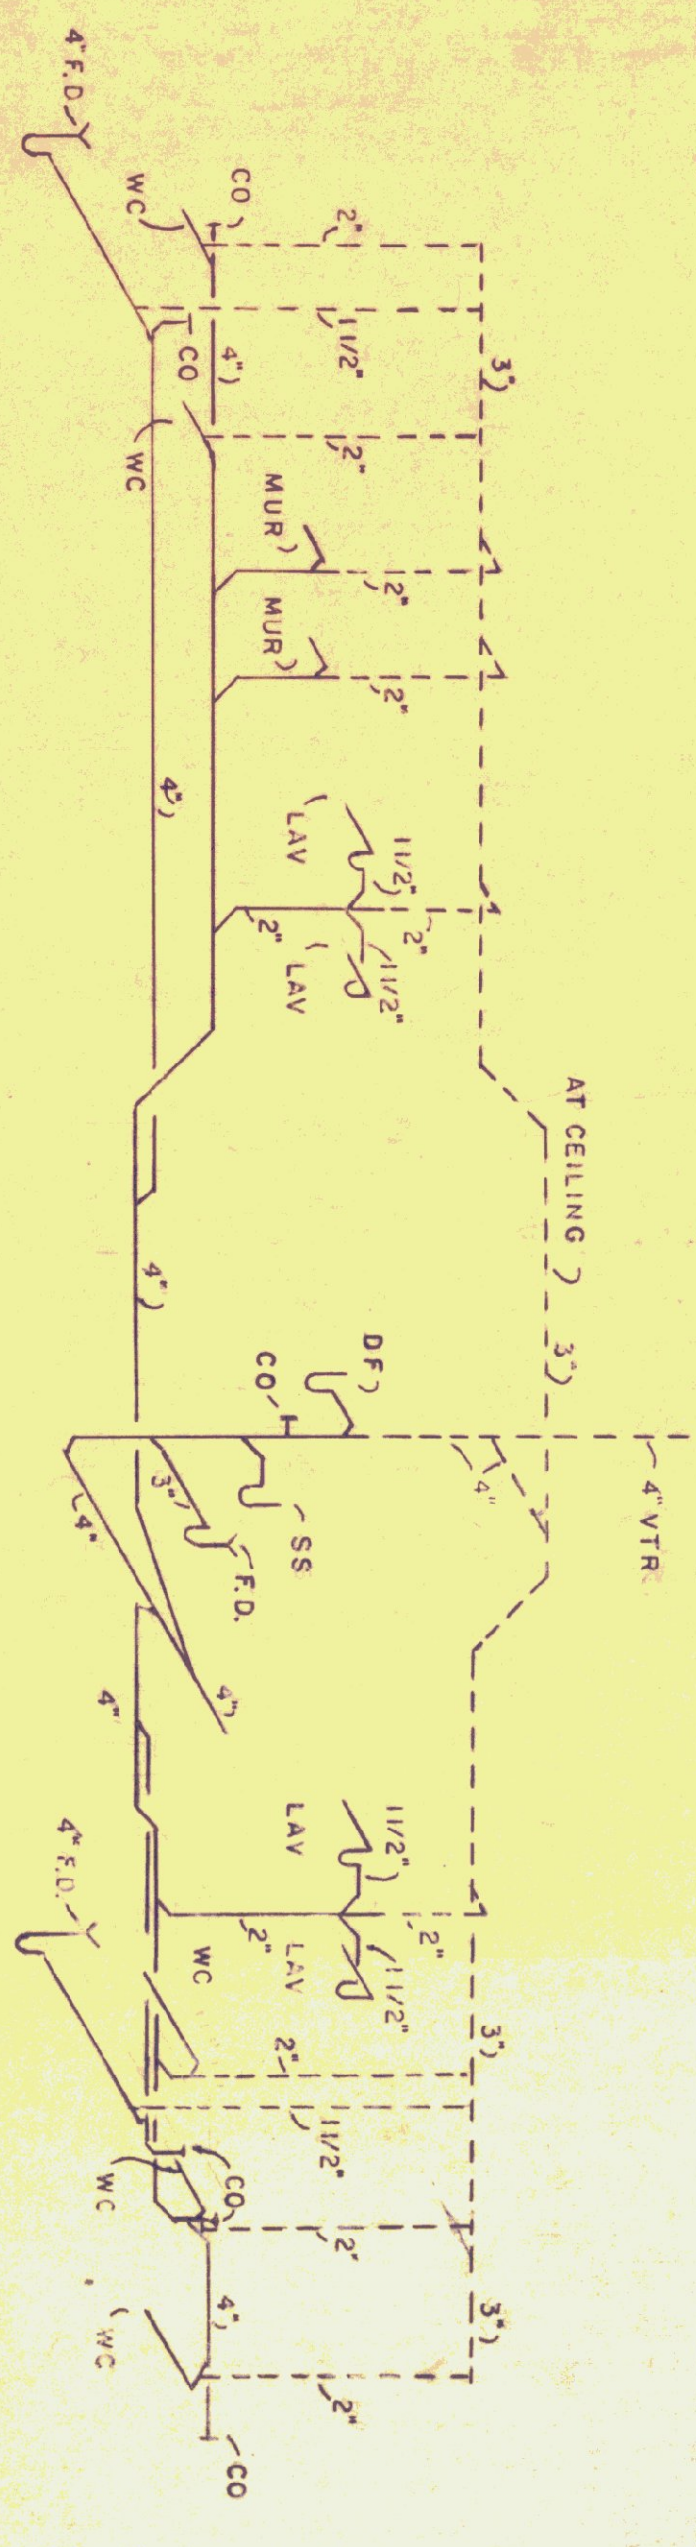 4" F.D
WC
CO
2"
CO
1 1/2"
4"
3"
WC
2"
MUR
2"
MUR
2"
4"
LAV
1 1/2"
2"
2"
LAV
1 1/2"
AT CEILING
4"
3"
DF
CO
4"
3"
F.D.
SS
4"
4" VTR
4"
4"
LAV
1 1/2"
4" F.D.
2"
2"
WC
LAV
1 1/2"
3"
2"
1 1/2"
WC
CO
2"
4"
3"
WC
2"
CO